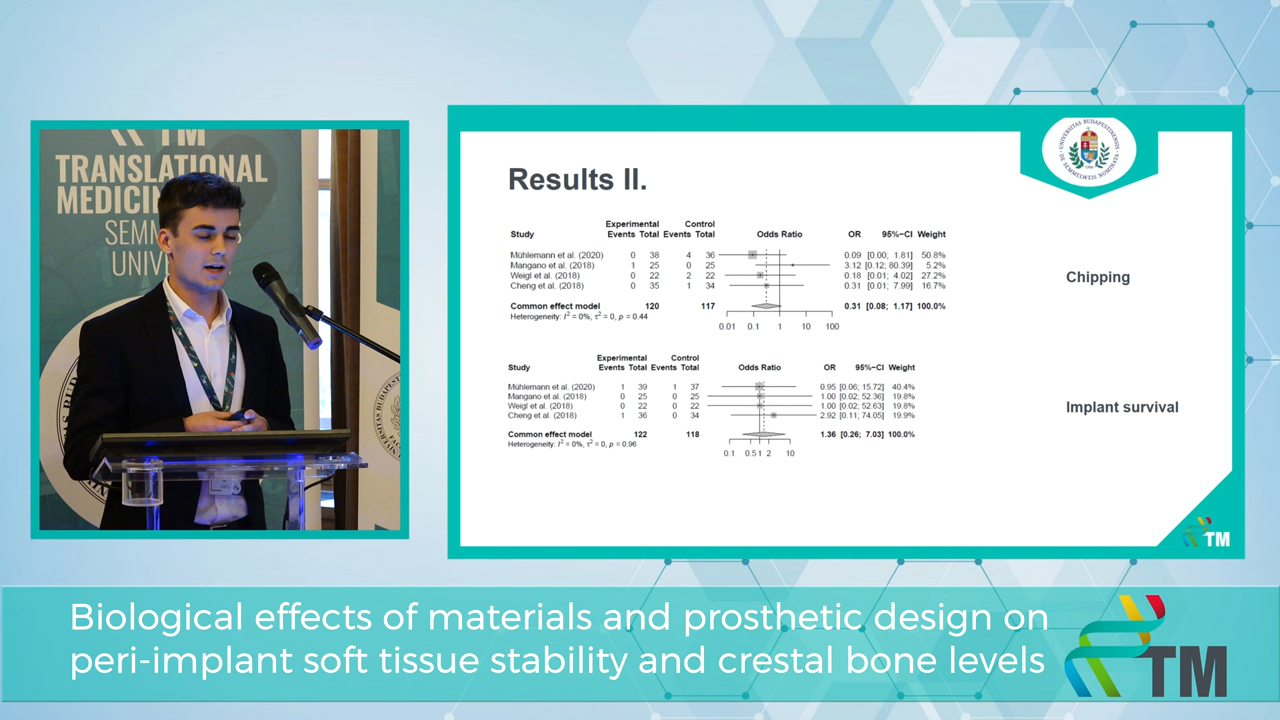 TM
TRANSLATIONAL
MEDICIN
SEMM S
UNIVE
Results II.
UNIVERSITAS BUDAPESTINENSIS
DE SEMMELWEIS NOMINATA
Experimental Control
Study Events Total Events Total Odds Ratio OR 95%-CI Weight
Mühlemann et al. (2020) 0 38 4 36 0.09 [0.00; 1.81] 50.8%
Mangano et al. (2018) 1 25 0 25 3.12 [0.12; 80.39] 5.2%
Weigl et al. (2018) 0 22 2 22 0.18 [0.01; 4.02] 27.2%
Cheng et al. (2018) 0 35 1 34 0.31 [0.01; 7.99] 16.7%
Common effect model 120 117 0.31 [0.08; 1.17] 100.0%
Heterogeneity: I² = 0%, τ² = 0, p = 0.44
0.01 0.1 1 10 100
Chipping
Experimental Control
Study Events Total Events Total Odds Ratio OR 95%-CI Weight
Mühlemann et al. (2020) 1 39 1 37 0.95 [0.06; 15.72] 40.4%
Mangano et al. (2018) 0 25 0 25 1.00 [0.02; 52.36] 19.8%
Weigl et al. (2018) 0 22 0 22 1.00 [0.02; 52.63] 19.8%
Cheng et al. (2018) 1 36 0 34 2.92 [0.11; 74.05] 19.9%
Common effect model 122 118 1.36 [0.26; 7.03] 100.0%
Heterogeneity: I² = 0%, τ² = 0, p = 0.96
0.1 0.5 1 2 10
Implant survival
TM
Biological effects of materials and prosthetic design on
peri-implant soft tissue stability and crestal bone levels
TM